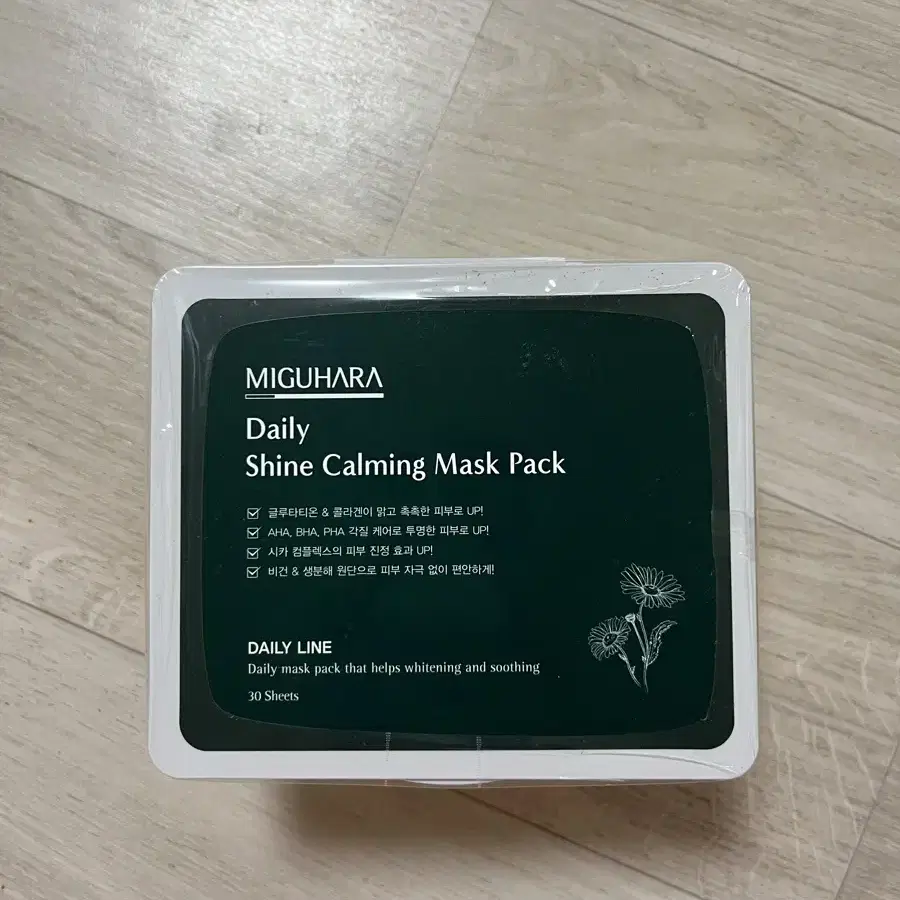 MIGUHARA
Daily
Shine Calming Mask Pack
글루타티온 & 콜라겐이 맑고 촉촉한 피부로 UP!
AHA, BHA, PHA 각질 케어로 투명한 피부로 UP!
시카 컴플렉스의 피부 진정 효과 UP!
비건 & 생분해 원단으로 피부 자극 없이 편안하게!
DAILY LINE
Daily mask pack that helps whitening and soothing
30 Sheets